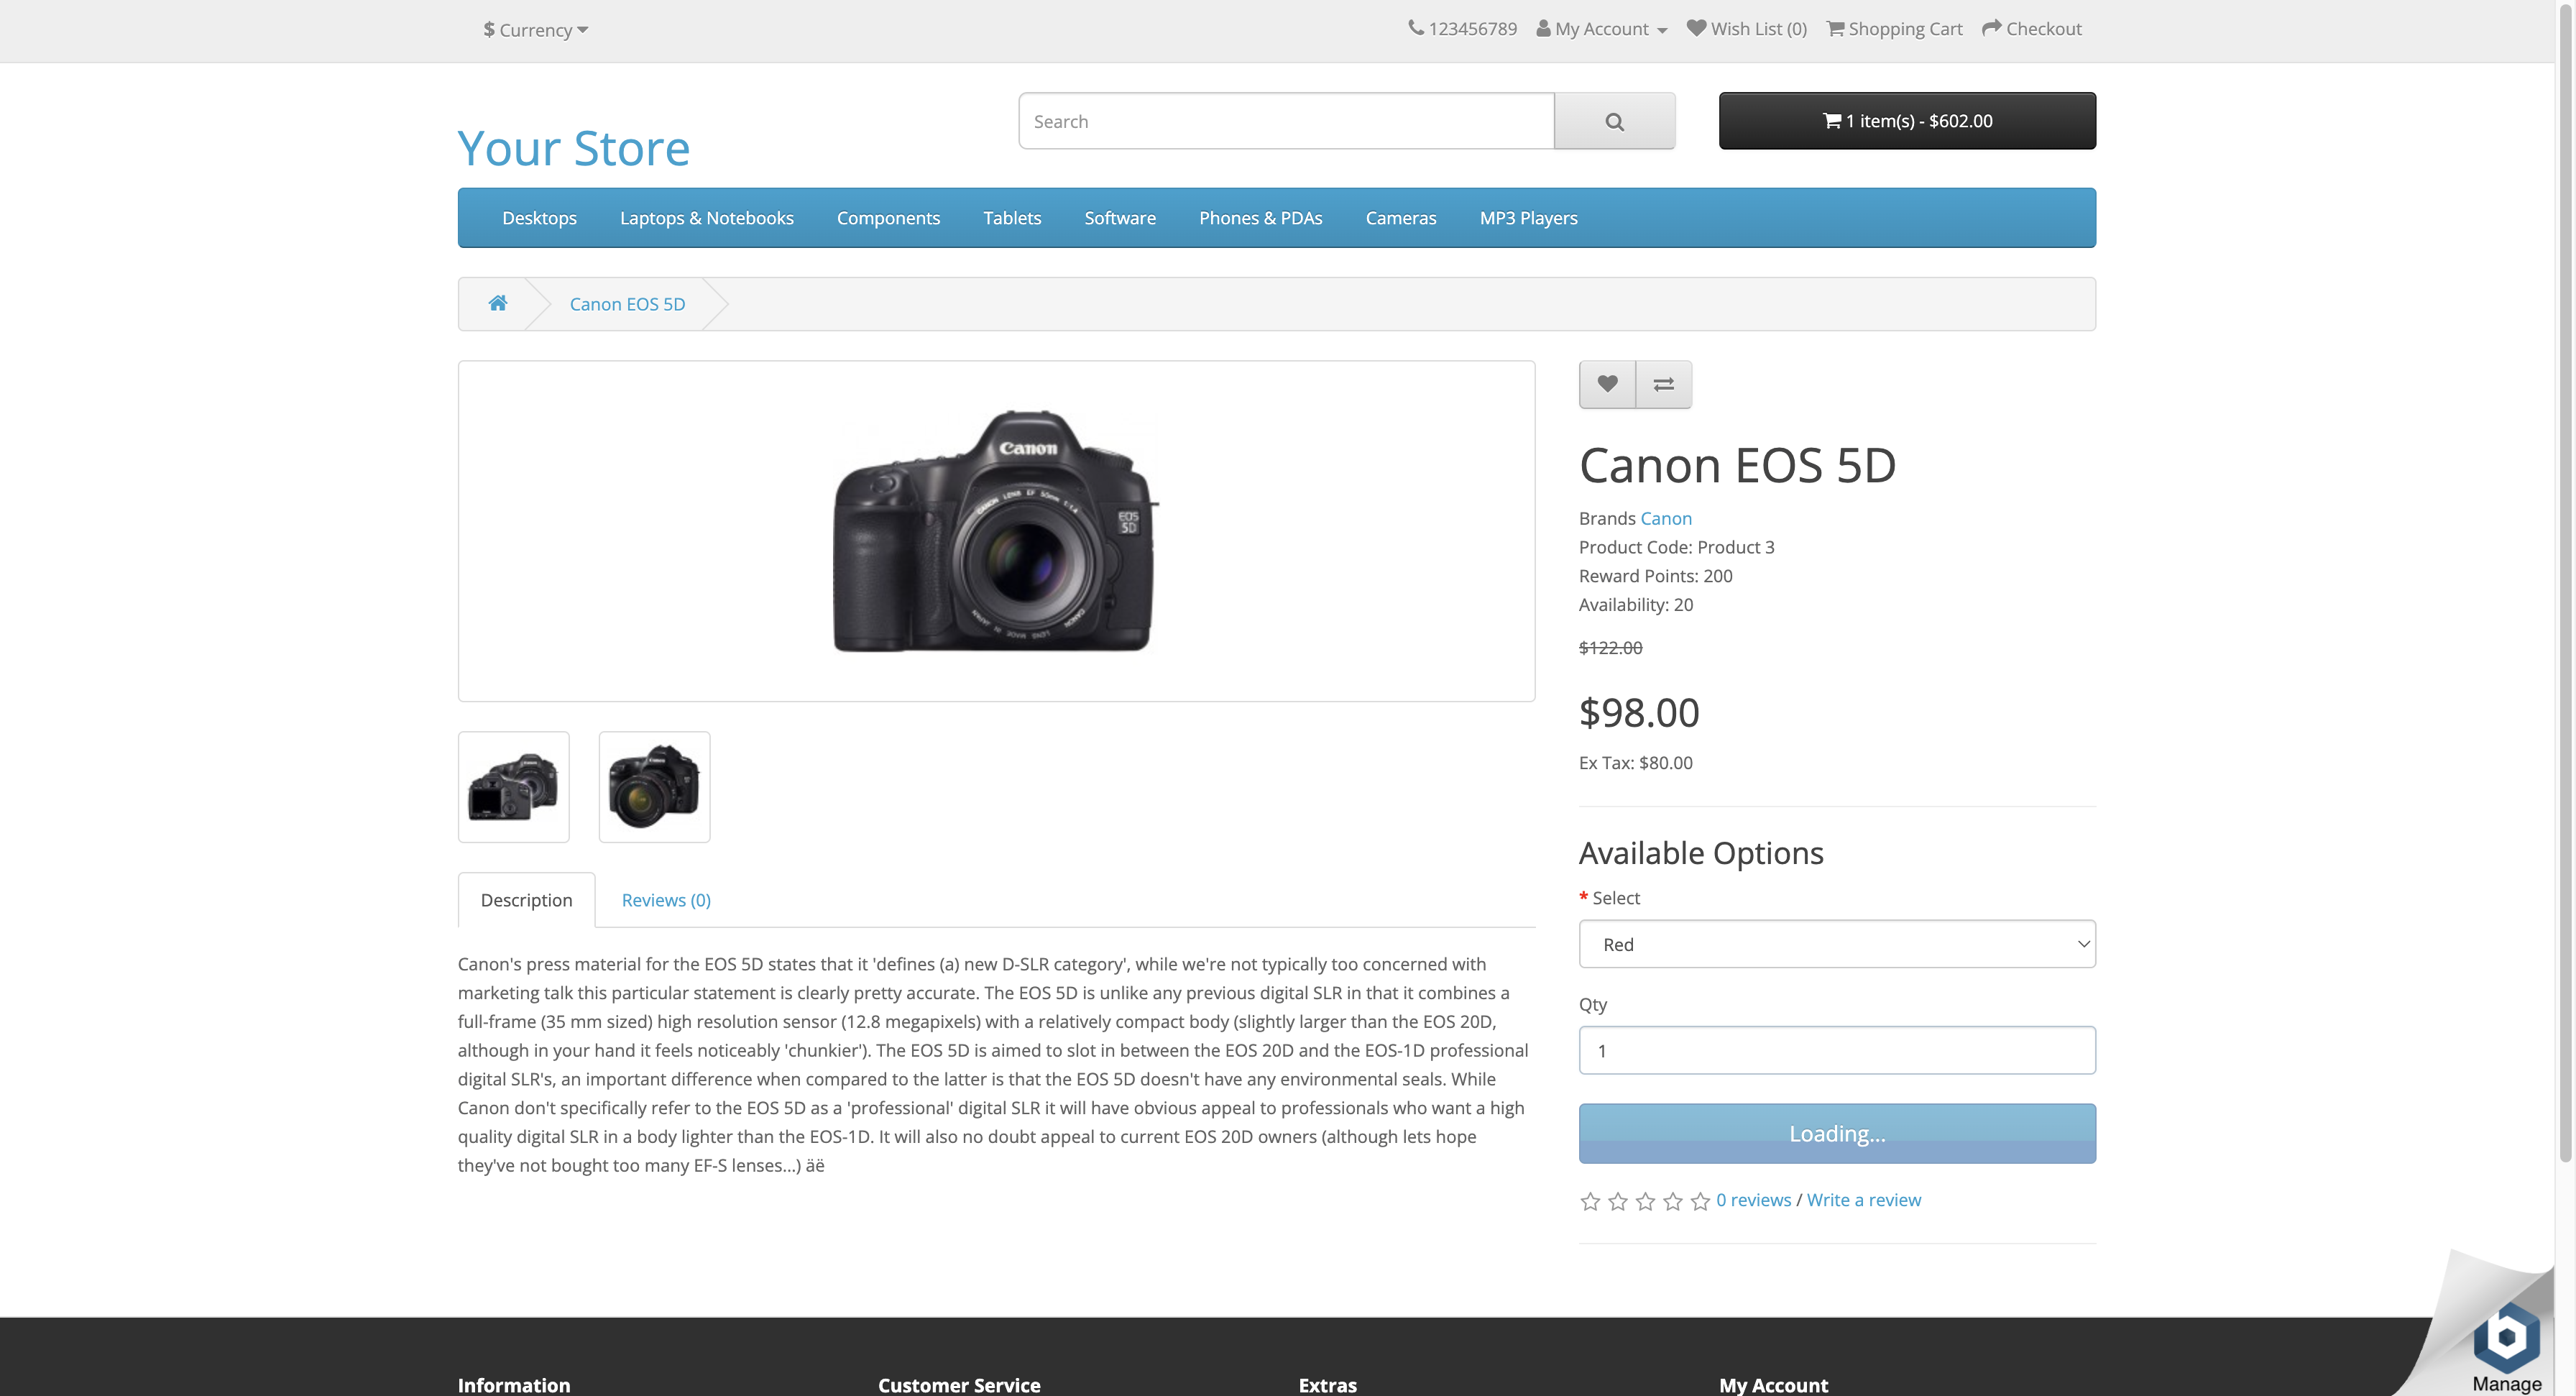 $ Currency
123456789 My Account Wish List (0) Shopping Cart Checkout
Your Store
Search
1 item(s) - $602.00
Desktops Laptops & Notebooks Components Tablets Software Phones & PDAs Cameras MP3 Players
Canon EOS 5D
Canon
CANON LENS EF 50mm 1:1.4
EOS
5D
Canon EOS 5D
Brands Canon
Product Code: Product 3
Reward Points: 200
Availability: 20
$122.00
$98.00
Ex Tax: $80.00
Available Options
* Select
Red
Qty
1
Loading...
0 reviews / Write a review
Description Reviews (0)
Canon's press material for the EOS 5D states that it 'defines (a) new D-SLR category', while we're not typically too concerned with
marketing talk this particular statement is clearly pretty accurate. The EOS 5D is unlike any previous digital SLR in that it combines a
full-frame (35 mm sized) high resolution sensor (12.8 megapixels) with a relatively compact body (slightly larger than the EOS 20D,
although in your hand it feels noticeably 'chunkier'). The EOS 5D is aimed to slot in between the EOS 20D and the EOS-1D professional
digital SLR's, an important difference when compared to the latter is that the EOS 5D doesn't have any environmental seals. While
Canon don't specifically refer to the EOS 5D as a 'professional' digital SLR it will have obvious appeal to professionals who want a high
quality digital SLR in a body lighter than the EOS-1D. It will also no doubt appeal to current EOS 20D owners (although lets hope
they've not bought too many EF-S lenses...) äë
Information Customer Service Extras My Account
Manage